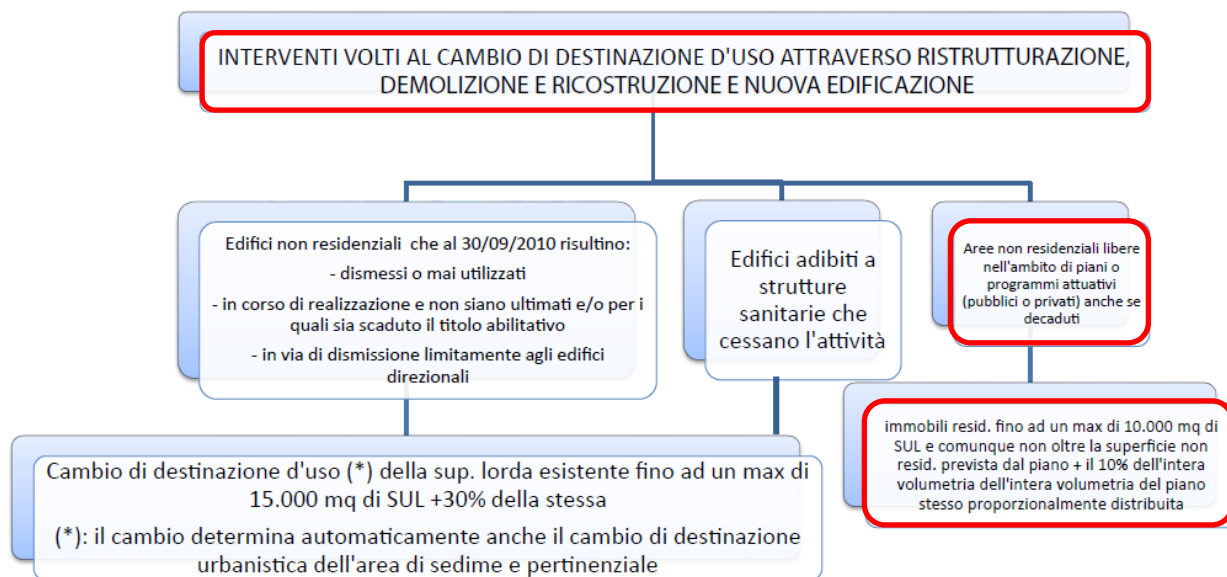 INTERVENTI VOLTI AL CAMBIO DI DESTINAZIONE D'USO ATTRAVERSO RISTRUTTURAZIONE,
DEMOLIZIONE E RICOSTRUZIONE E NUOVA EDIFICAZIONE
Edifici non residenziali che al 30/09/2010 risultino:
- dismessi o mai utilizzati
- in corso di realizzazione e non siano ultimati e/o per i
quali sia scaduto il titolo abilitativo
- in via di dismissione limitamente agli edifici
direzionali
Edifici adibiti a
strutture
sanitarie che
cessano l'attività
Aree non residenziali libere
nell'ambito di piani o
programmi attuativi
(pubblici o privati) anche se
decaduti
Cambio di destinazione d'uso (*) della sup. lorda esistente fino ad un max di
15.000 mq di SUL +30% della stessa
(*): il cambio determina automaticamente anche il cambio di destinazione
urbanistica dell'area di sedime e pertinenziale
immobili resid. fino ad un max di 10.000 mq di
SUL e comunque non oltre la superficie non
resid. prevista dal piano + il 10% dell'intera
volumetria dell'intera volumetria del piano
stesso proporzionalmente distribuita